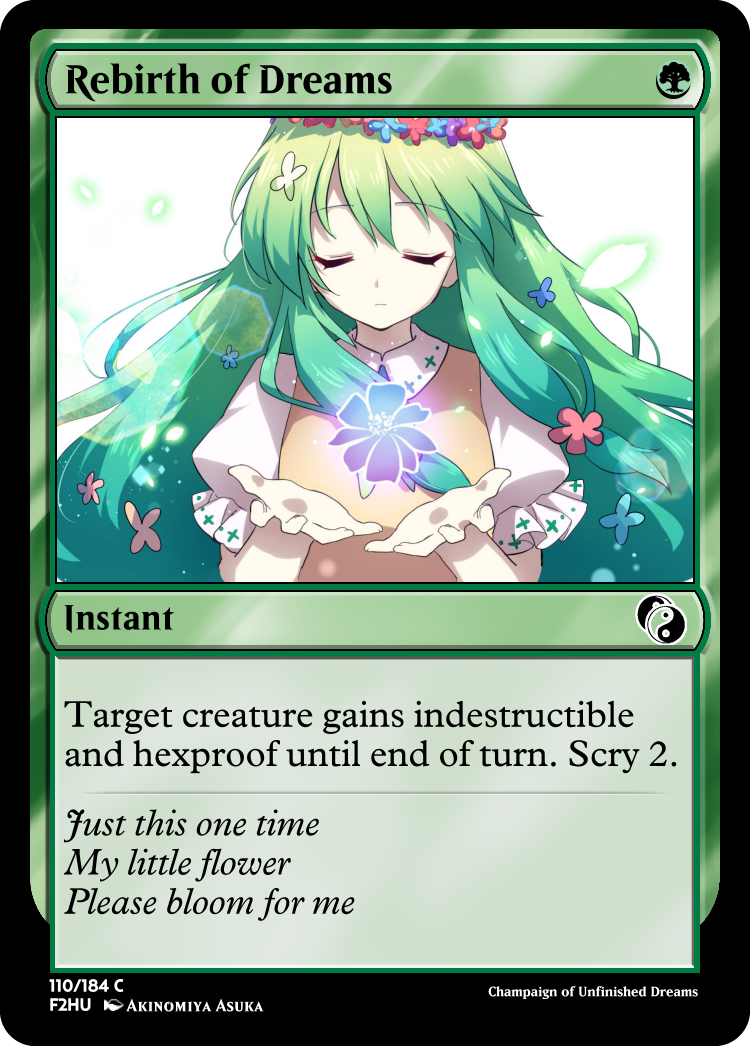 Rebirth of Dreams
Instant
Target creature gains indestructible
and hexproof until end of turn. Scry 2.
Just this one time
My little flower
Please bloom for me
110/184 C
F2HU Akinomiya Asuka
Champaign of Unfinished Dreams